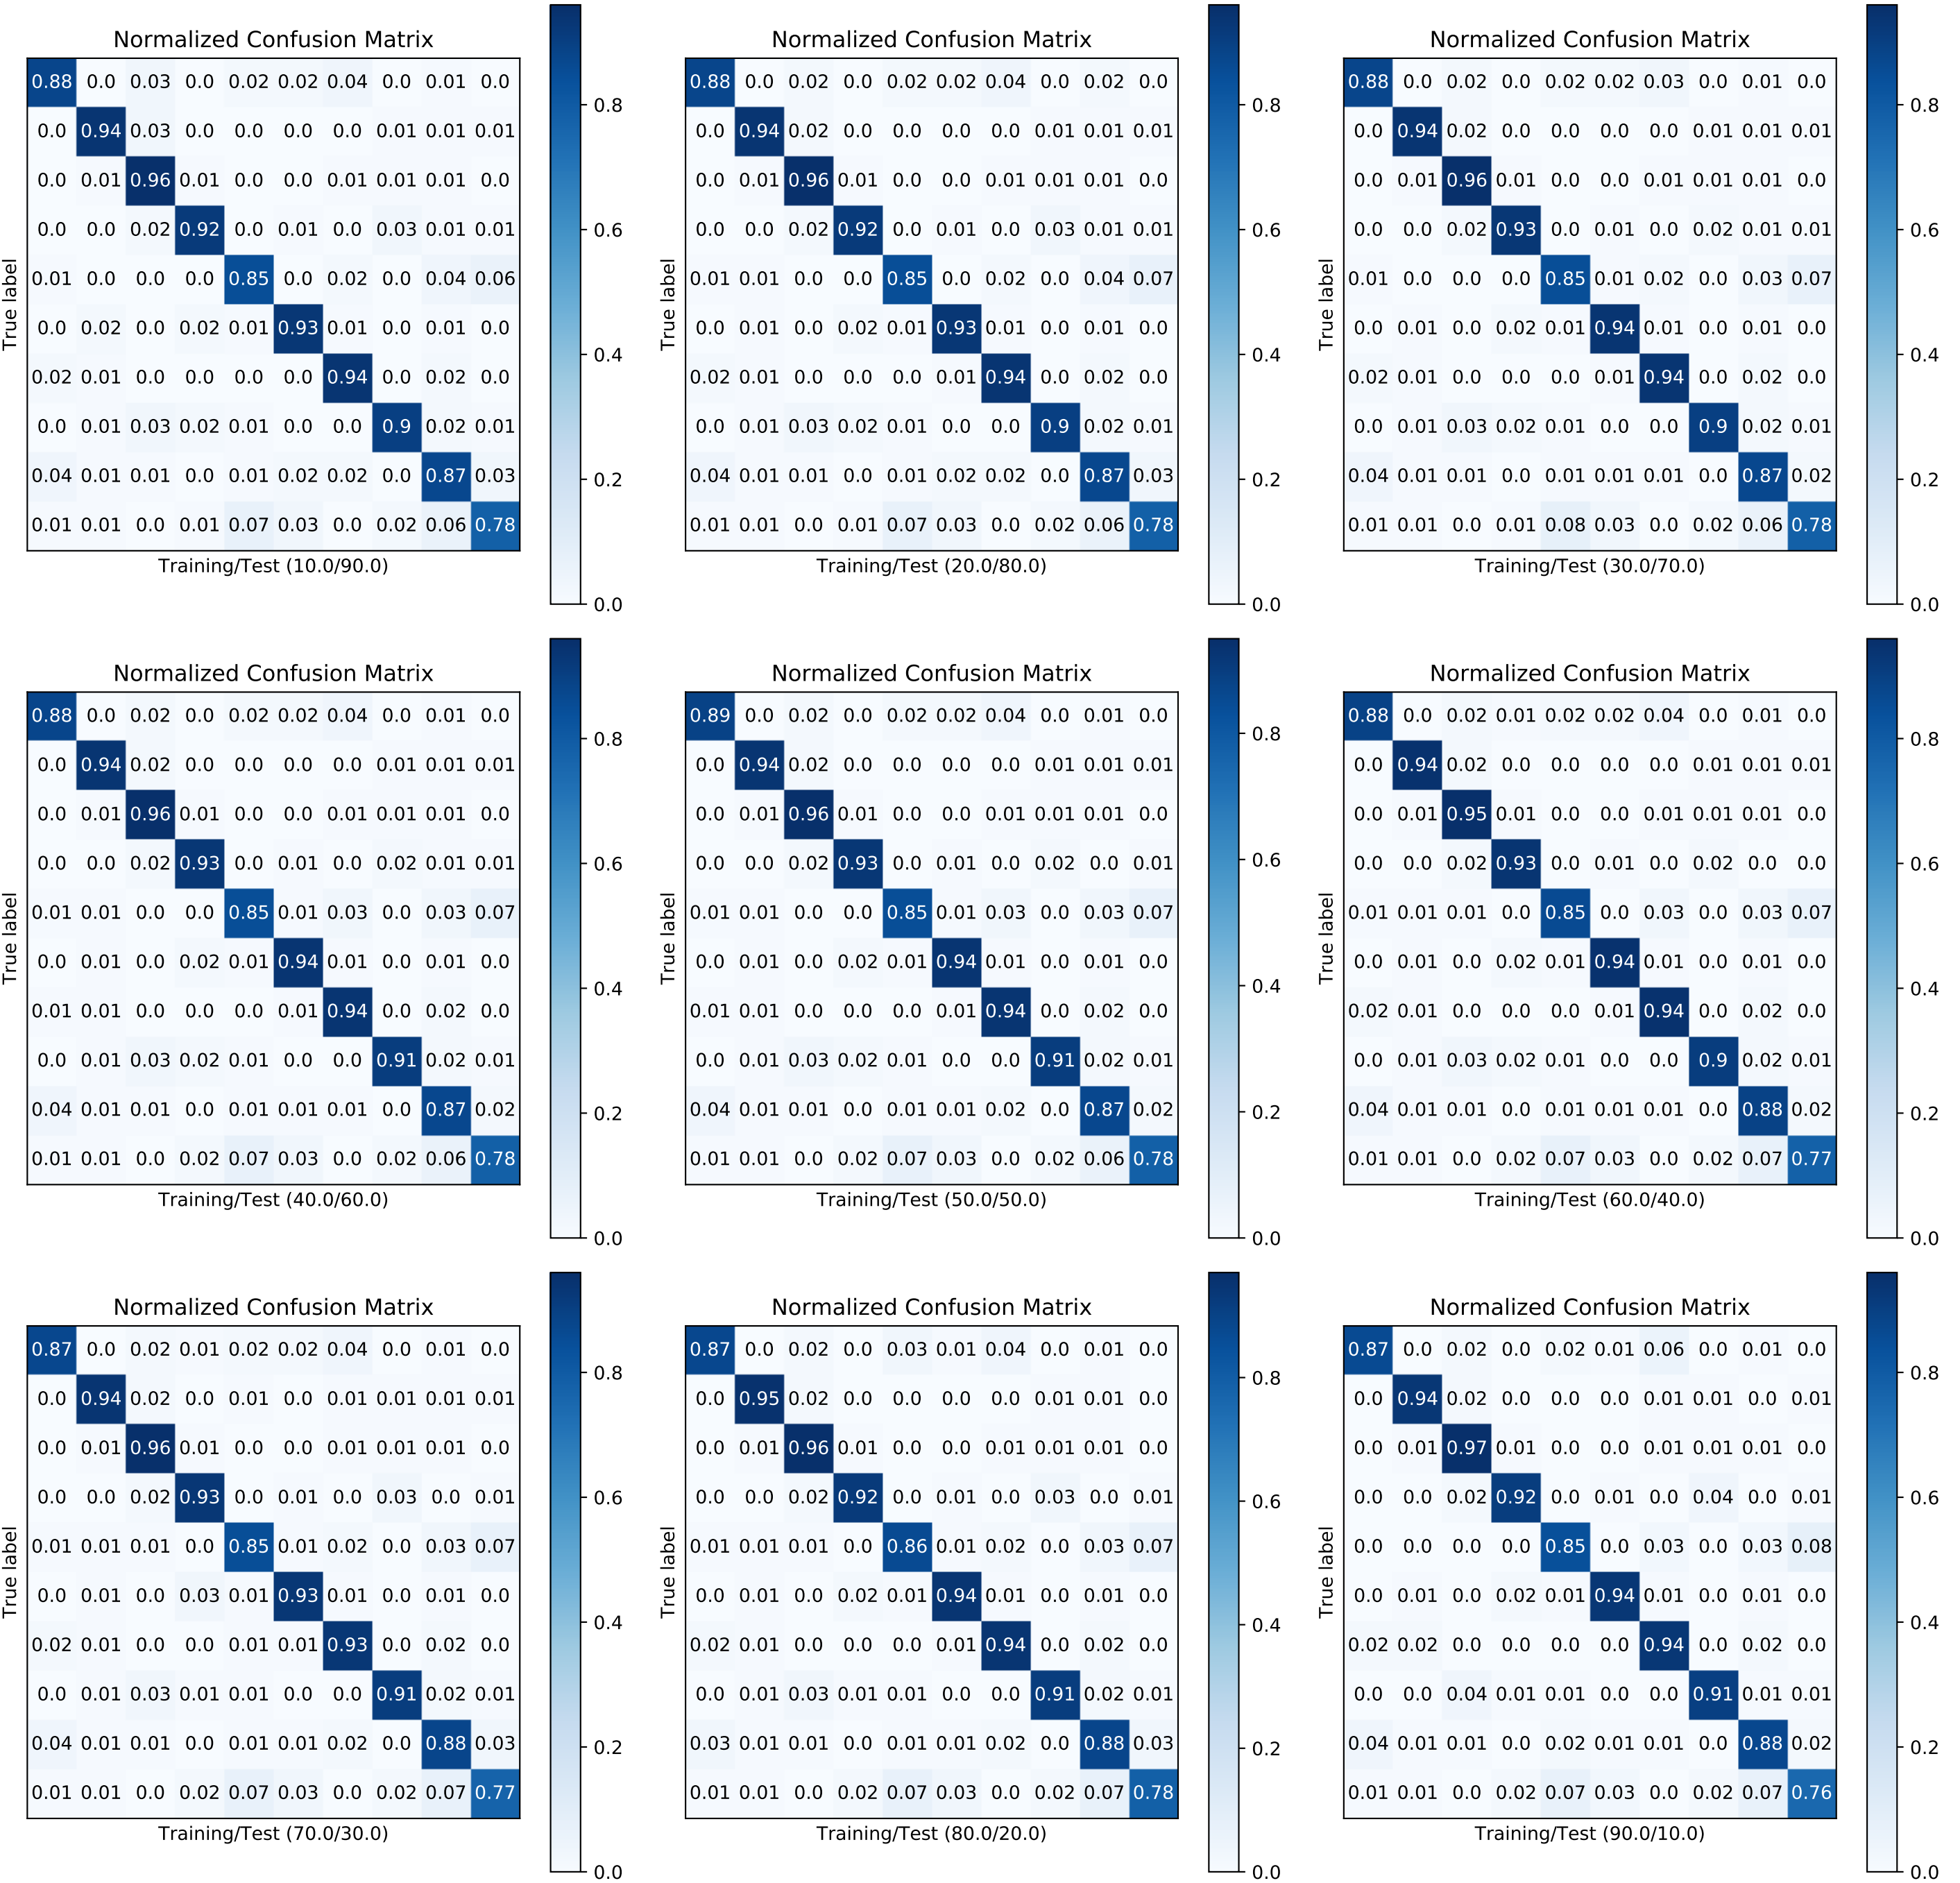 Normalized Confusion Matrix
0.88 0.0 0.03 0.0 0.02 0.02 0.04 0.0 0.01 0.0
0.0 0.94 0.03 0.0 0.0 0.0 0.0 0.01 0.01 0.01
0.0 0.01 0.96 0.01 0.0 0.0 0.01 0.01 0.01 0.0
0.0 0.0 0.02 0.92 0.0 0.01 0.0 0.03 0.01 0.01
0.01 0.0 0.0 0.0 0.85 0.0 0.02 0.0 0.04 0.06
0.0 0.02 0.0 0.02 0.01 0.93 0.01 0.0 0.01 0.0
0.02 0.01 0.0 0.0 0.0 0.0 0.94 0.0 0.02 0.0
0.0 0.01 0.03 0.02 0.01 0.0 0.0 0.9 0.02 0.01
0.04 0.01 0.01 0.0 0.01 0.02 0.02 0.0 0.87 0.03
0.01 0.01 0.0 0.01 0.07 0.03 0.0 0.02 0.06 0.78
True label
Training/Test (10.0/90.0)
0.8
0.6
0.4
0.2
0.0
Normalized Confusion Matrix
0.88 0.0 0.02 0.0 0.02 0.02 0.04 0.0 0.02 0.0
0.0 0.94 0.02 0.0 0.0 0.0 0.0 0.01 0.01 0.01
0.0 0.01 0.96 0.01 0.0 0.0 0.01 0.01 0.01 0.0
0.0 0.0 0.02 0.92 0.0 0.01 0.0 0.03 0.01 0.01
0.01 0.01 0.0 0.0 0.85 0.0 0.02 0.0 0.04 0.07
0.0 0.01 0.0 0.02 0.01 0.93 0.01 0.0 0.01 0.0
0.02 0.01 0.0 0.0 0.0 0.01 0.94 0.0 0.02 0.0
0.0 0.01 0.03 0.02 0.01 0.0 0.0 0.9 0.02 0.01
0.04 0.01 0.01 0.0 0.01 0.02 0.02 0.0 0.87 0.03
0.01 0.01 0.0 0.01 0.07 0.03 0.0 0.02 0.06 0.78
True label
Training/Test (20.0/80.0)
0.8
0.6
0.4
0.2
0.0
Normalized Confusion Matrix
0.88 0.0 0.02 0.0 0.02 0.02 0.03 0.0 0.01 0.0
0.0 0.94 0.02 0.0 0.0 0.0 0.0 0.01 0.01 0.01
0.0 0.01 0.96 0.01 0.0 0.0 0.01 0.01 0.01 0.0
0.0 0.0 0.02 0.93 0.0 0.01 0.0 0.02 0.01 0.01
0.01 0.0 0.0 0.0 0.85 0.01 0.02 0.0 0.03 0.07
0.0 0.01 0.0 0.02 0.01 0.94 0.01 0.0 0.01 0.0
0.02 0.01 0.0 0.0 0.0 0.01 0.94 0.0 0.02 0.0
0.0 0.01 0.03 0.02 0.01 0.0 0.0 0.9 0.02 0.01
0.04 0.01 0.01 0.0 0.01 0.01 0.01 0.0 0.87 0.02
0.01 0.01 0.0 0.01 0.08 0.03 0.0 0.02 0.06 0.78
True label
Training/Test (30.0/70.0)
0.8
0.6
0.4
0.2
0.0
Normalized Confusion Matrix
0.88 0.0 0.02 0.0 0.02 0.02 0.04 0.0 0.01 0.0
0.0 0.94 0.02 0.0 0.0 0.0 0.0 0.01 0.01 0.01
0.0 0.01 0.96 0.01 0.0 0.0 0.01 0.01 0.01 0.0
0.0 0.0 0.02 0.93 0.0 0.01 0.0 0.02 0.01 0.01
0.01 0.01 0.0 0.0 0.85 0.01 0.03 0.0 0.03 0.07
0.0 0.01 0.0 0.02 0.01 0.94 0.01 0.0 0.01 0.0
0.01 0.01 0.0 0.0 0.0 0.01 0.94 0.0 0.02 0.0
0.0 0.01 0.03 0.02 0.01 0.0 0.0 0.91 0.02 0.01
0.04 0.01 0.01 0.0 0.01 0.01 0.01 0.0 0.87 0.02
0.01 0.01 0.0 0.02 0.07 0.03 0.0 0.02 0.06 0.78
True label
Training/Test (40.0/60.0)
0.8
0.6
0.4
0.2
0.0
Normalized Confusion Matrix
0.89 0.0 0.02 0.0 0.02 0.02 0.04 0.0 0.01 0.0
0.0 0.94 0.02 0.0 0.0 0.0 0.0 0.01 0.01 0.01
0.0 0.01 0.96 0.01 0.0 0.0 0.01 0.01 0.01 0.0
0.0 0.0 0.02 0.93 0.0 0.01 0.0 0.02 0.0 0.01
0.01 0.01 0.0 0.0 0.85 0.01 0.03 0.0 0.03 0.07
0.0 0.01 0.0 0.02 0.01 0.94 0.01 0.0 0.01 0.0
0.01 0.01 0.0 0.0 0.0 0.01 0.94 0.0 0.02 0.0
0.0 0.01 0.03 0.02 0.01 0.0 0.0 0.91 0.02 0.01
0.04 0.01 0.01 0.0 0.01 0.01 0.02 0.0 0.87 0.02
0.01 0.01 0.0 0.02 0.07 0.03 0.0 0.02 0.06 0.78
True label
Training/Test (50.0/50.0)
0.8
0.6
0.4
0.2
0.0
Normalized Confusion Matrix
0.88 0.0 0.02 0.01 0.02 0.02 0.04 0.0 0.01 0.0
0.0 0.94 0.02 0.0 0.0 0.0 0.0 0.01 0.01 0.01
0.0 0.01 0.95 0.01 0.0 0.0 0.01 0.01 0.01 0.0
0.0 0.0 0.02 0.93 0.0 0.01 0.0 0.02 0.0 0.0
0.01 0.01 0.01 0.0 0.85 0.0 0.03 0.0 0.03 0.07
0.0 0.01 0.0 0.02 0.01 0.94 0.01 0.0 0.01 0.0
0.02 0.01 0.0 0.0 0.0 0.01 0.94 0.0 0.02 0.0
0.0 0.01 0.03 0.02 0.01 0.0 0.0 0.9 0.02 0.01
0.04 0.01 0.01 0.0 0.01 0.01 0.01 0.0 0.88 0.02
0.01 0.01 0.0 0.02 0.07 0.03 0.0 0.02 0.07 0.77
True label
Training/Test (60.0/40.0)
0.8
0.6
0.4
0.2
0.0
Normalized Confusion Matrix
0.87 0.0 0.02 0.01 0.02 0.02 0.04 0.0 0.01 0.0
0.0 0.94 0.02 0.0 0.01 0.0 0.01 0.01 0.01 0.01
0.0 0.01 0.96 0.01 0.0 0.0 0.01 0.01 0.01 0.0
0.0 0.0 0.02 0.93 0.0 0.01 0.0 0.03 0.0 0.01
0.01 0.01 0.01 0.0 0.85 0.01 0.02 0.0 0.03 0.07
0.0 0.01 0.0 0.03 0.01 0.93 0.01 0.0 0.01 0.0
0.02 0.01 0.0 0.0 0.01 0.01 0.93 0.0 0.02 0.0
0.0 0.01 0.03 0.01 0.01 0.0 0.0 0.91 0.02 0.01
0.04 0.01 0.01 0.0 0.01 0.01 0.02 0.0 0.88 0.03
0.01 0.01 0.0 0.02 0.07 0.03 0.0 0.02 0.07 0.77
True label
Training/Test (70.0/30.0)
0.8
0.6
0.4
0.2
0.0
Normalized Confusion Matrix
0.87 0.0 0.02 0.0 0.03 0.01 0.04 0.0 0.01 0.0
0.0 0.95 0.02 0.0 0.0 0.0 0.0 0.01 0.01 0.01
0.0 0.01 0.96 0.01 0.0 0.0 0.01 0.01 0.01 0.0
0.0 0.0 0.02 0.92 0.0 0.01 0.0 0.03 0.0 0.01
0.01 0.01 0.01 0.0 0.86 0.01 0.02 0.0 0.03 0.07
0.0 0.01 0.0 0.02 0.01 0.94 0.01 0.0 0.01 0.0
0.02 0.01 0.0 0.0 0.0 0.01 0.94 0.0 0.02 0.0
0.0 0.01 0.03 0.01 0.01 0.0 0.0 0.91 0.02 0.01
0.03 0.01 0.01 0.0 0.01 0.01 0.02 0.0 0.88 0.03
0.01 0.01 0.0 0.02 0.07 0.03 0.0 0.02 0.07 0.78
True label
Training/Test (80.0/20.0)
0.8
0.6
0.4
0.2
0.0
Normalized Confusion Matrix
0.87 0.0 0.02 0.0 0.02 0.01 0.06 0.0 0.01 0.0
0.0 0.94 0.02 0.0 0.0 0.0 0.01 0.01 0.0 0.01
0.0 0.01 0.97 0.01 0.0 0.0 0.01 0.01 0.01 0.0
0.0 0.0 0.02 0.92 0.0 0.01 0.0 0.04 0.0 0.01
0.0 0.0 0.0 0.0 0.85 0.0 0.03 0.0 0.03 0.08
0.0 0.01 0.0 0.02 0.01 0.94 0.01 0.0 0.01 0.0
0.02 0.02 0.0 0.0 0.0 0.0 0.94 0.0 0.02 0.0
0.0 0.0 0.04 0.01 0.01 0.0 0.0 0.91 0.01 0.01
0.04 0.01 0.01 0.0 0.02 0.01 0.01 0.0 0.88 0.02
0.01 0.01 0.0 0.02 0.07 0.03 0.0 0.02 0.07 0.76
True label
Training/Test (90.0/10.0)
0.8
0.6
0.4
0.2
0.0